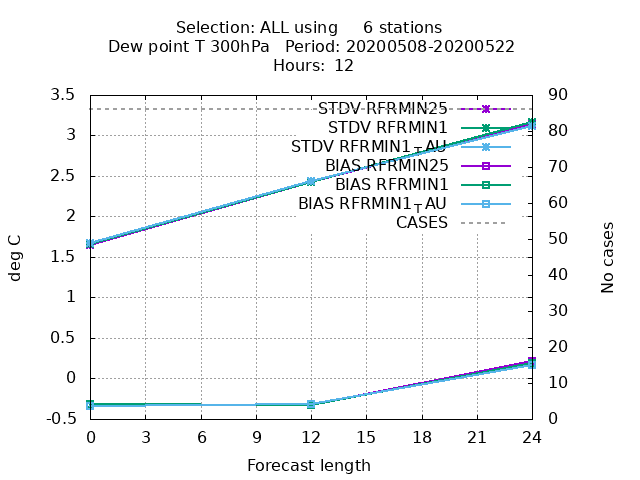 Selection: ALL using     6 stations
Dew point T 300hPa   Period: 20200508-20200522
Hours: 12
3.5
3
2.5
2
1.5
1
0.5
0
-0.5
deg C
90
80
70
60
50
40
30
20
10
0
No cases
STDV RFRMIN25
STDV RFRMIN1
STDV RFRMIN1_AU
BIAS RFRMIN25
BIAS RFRMIN1
BIAS RFRMIN1_AU
CASES
0 3 6 9 12 15 18 21 24
Forecast length